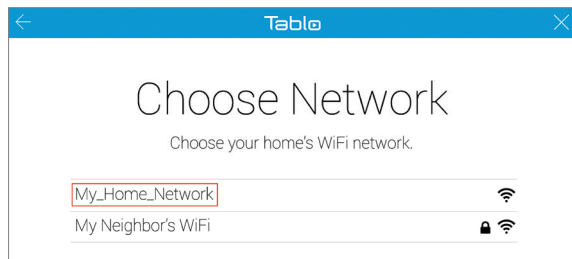 Tablo
Choose Network
Choose your home's WiFi network.
My_Home_Network
My Neighbor's WiFi